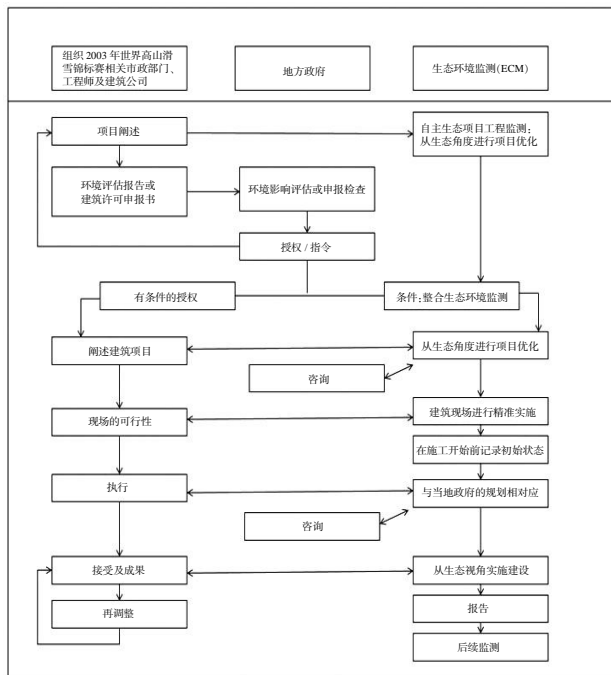 组织 2003 年世界高山滑
雪锦标赛相关市政部门、
工程师及建筑公司
地方政府
生态环境监测(ECM)
项目阐述
自主生态项目工程监测；
从生态角度进行项目优化
环境评估报告或
建筑许可申报书
环境影响评估或申报检查
授权 / 指令
有条件的授权
条件：整合生态环境监测
阐述建筑项目
从生态角度进行项目优化
咨询
现场的可行性
建筑现场进行精准实施
在施工开始前记录初始状态
执行
与当地政府的规划相对应
咨询
接受及成果
从生态视角实施建设
再调整
报告
后续监测